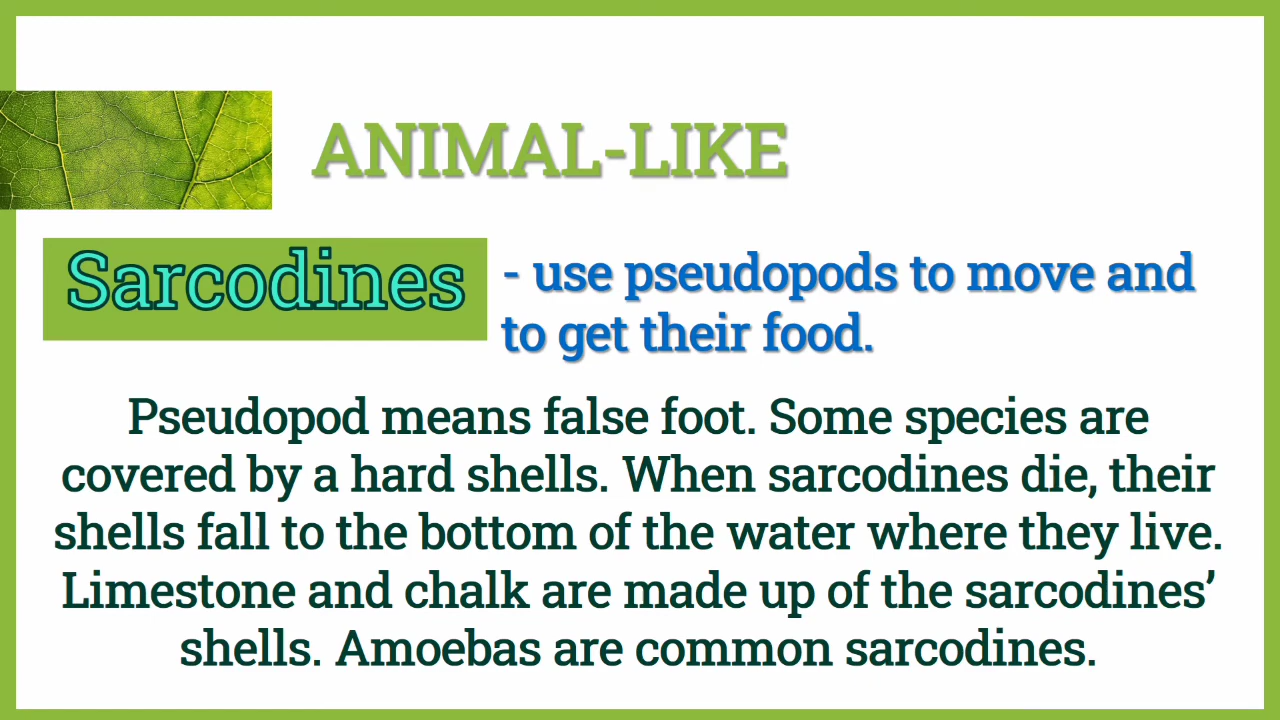 ANIMAL-LIKE
Sarcodines
- use pseudopods to move and
to get their food.
Pseudopod means false foot. Some species are
covered by a hard shells. When sarcodines die, their
shells fall to the bottom of the water where they live.
Limestone and chalk are made up of the sarcodines’
shells. Amoebas are common sarcodines.